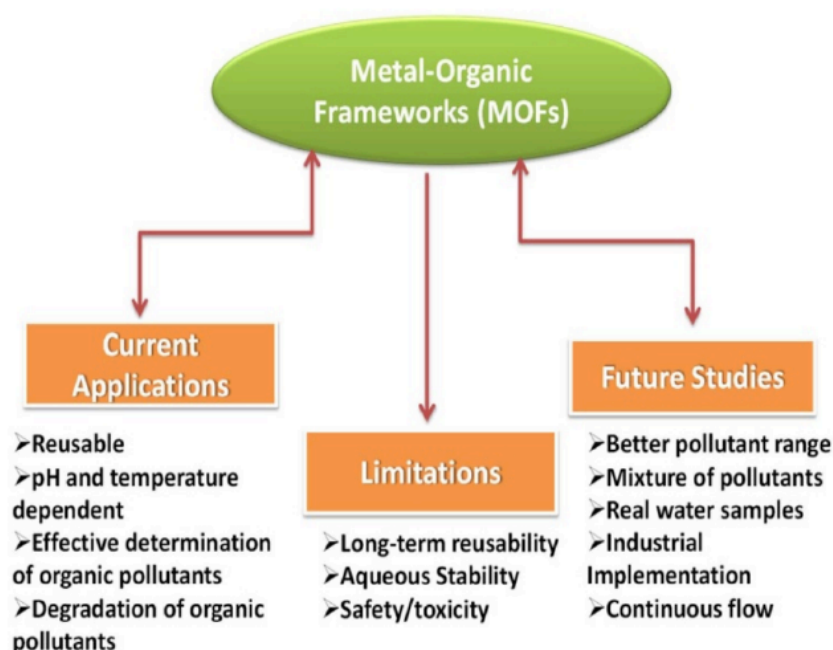 Metal-Organic
Frameworks (MOFs)
Current
Applications
➢Reusable
➢pH and temperature
dependent
➢Effective determination
of organic pollutants
➢Degradation of organic
pollutants
Limitations
➢Long-term reusability
➢Aqueous Stability
➢Safety/toxicity
Future Studies
➢Better pollutant range
➢Mixture of pollutants
➢Real water samples
➢Industrial
Implementation
➢Continuous flow